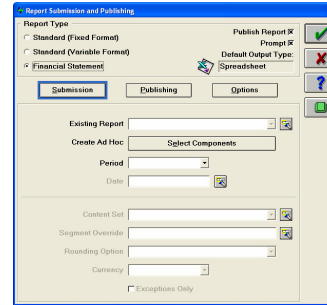 Report Submission and Publishing
Report Type
Standard (Fixed Format)
Standard (Variable Format)
Financial Statement
Publish Report
Prompt
Default Output Type:
Spreadsheet
Submission Publishing Options
Existing Report
Create Ad Hoc Select Components
Period
Date
Content Set
Segment Override
Rounding Option
Currency
Exceptions Only